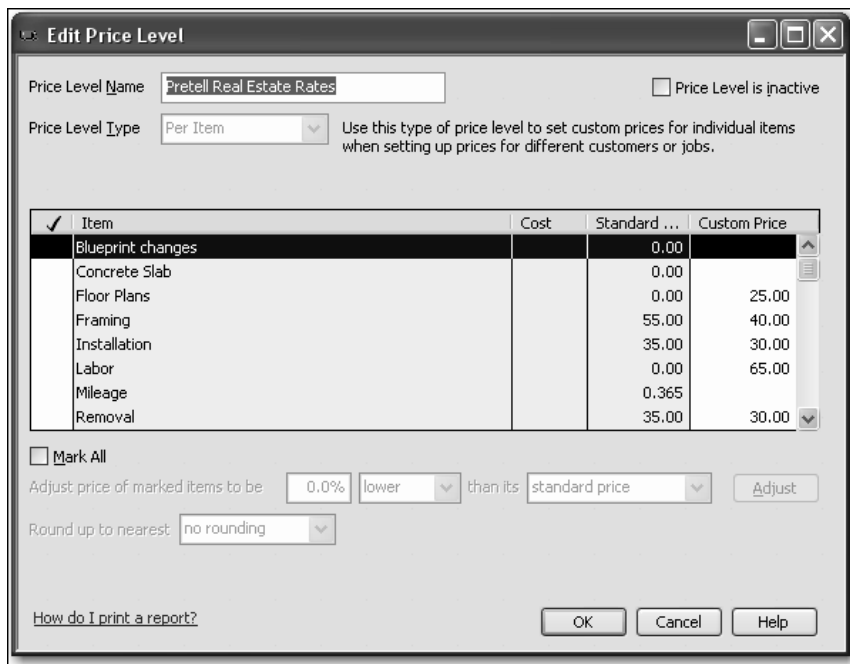 Edit Price Level
Price Level Name Pretell Real Estate Rates Price Level is inactive
Price Level Type Per Item Use this type of price level to set custom prices for individual items
when setting up prices for different customers or jobs.
✓ Item Cost Standard ... Custom Price
Blueprint changes 0.00
Concrete Slab 0.00
Floor Plans 0.00 25.00
Framing 55.00 40.00
Installation 35.00 30.00
Labor 0.00 65.00
Mileage 0.365
Removal 35.00 30.00
Mark All
Adjust price of marked items to be 0.0% lower than its standard price Adjust
Round up to nearest no rounding
How do I print a report? OK Cancel Help